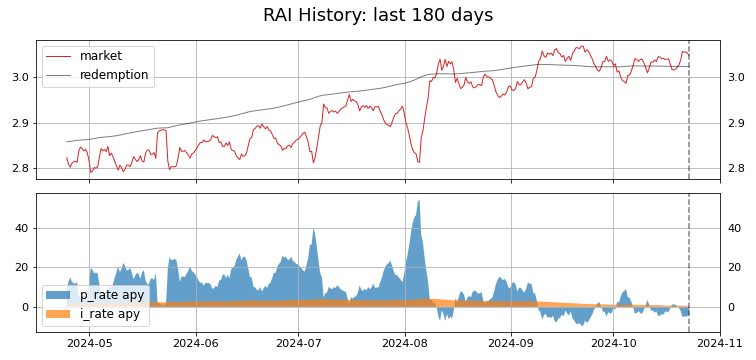 RAI History: last 180 days
market
redemption
3.0 3.0
2.9 2.9
2.8 2.8
40 40
20 20
0 0
p_rate apy
i_rate apy
2024-05 2024-06 2024-07 2024-08 2024-09 2024-10 2024-11